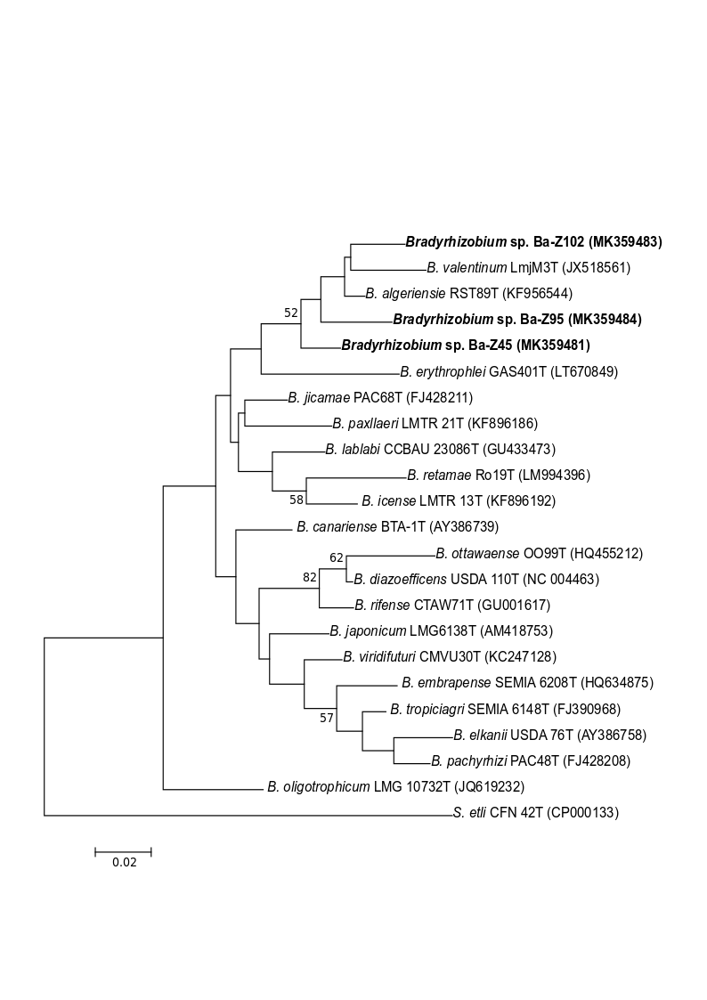 Bradyrhizobium sp. Ba-Z102 (MK359483)
B. valentinum LmjM3T (JX518561)
B. algeriensie RST89T (KF956544)
52
Bradyrhizobium sp. Ba-Z95 (MK359484)
Bradyrhizobium sp. Ba-Z45 (MK359481)
B. erythrophlei GAS401T (LT670849)
B. jicamae PAC68T (FJ428211)
B. paxllaeri LMTR 21T (KF896186)
B. lablabi CCBAU 23086T (GU433473)
B. retamae Ro19T (LM994396)
58
B. icense LMTR 13T (KF896192)
B. canariense BTA-1T (AY386739)
62
B. ottawaense OO99T (HQ455212)
82
B. diazoefficens USDA 110T (NC 004463)
B. rifense CTAW71T (GU001617)
B. japonicum LMG6138T (AM418753)
B. viridifuturi CMVU30T (KC247128)
B. embrapense SEMIA 6208T (HQ634875)
57
B. tropiciagri SEMIA 6148T (FJ390968)
B. elkanii USDA 76T (AY386758)
B. pachyrhizi PAC48T (FJ428208)
B. oligotrophicum LMG 10732T (JQ619232)
S. etli CFN 42T (CP000133)
0.02